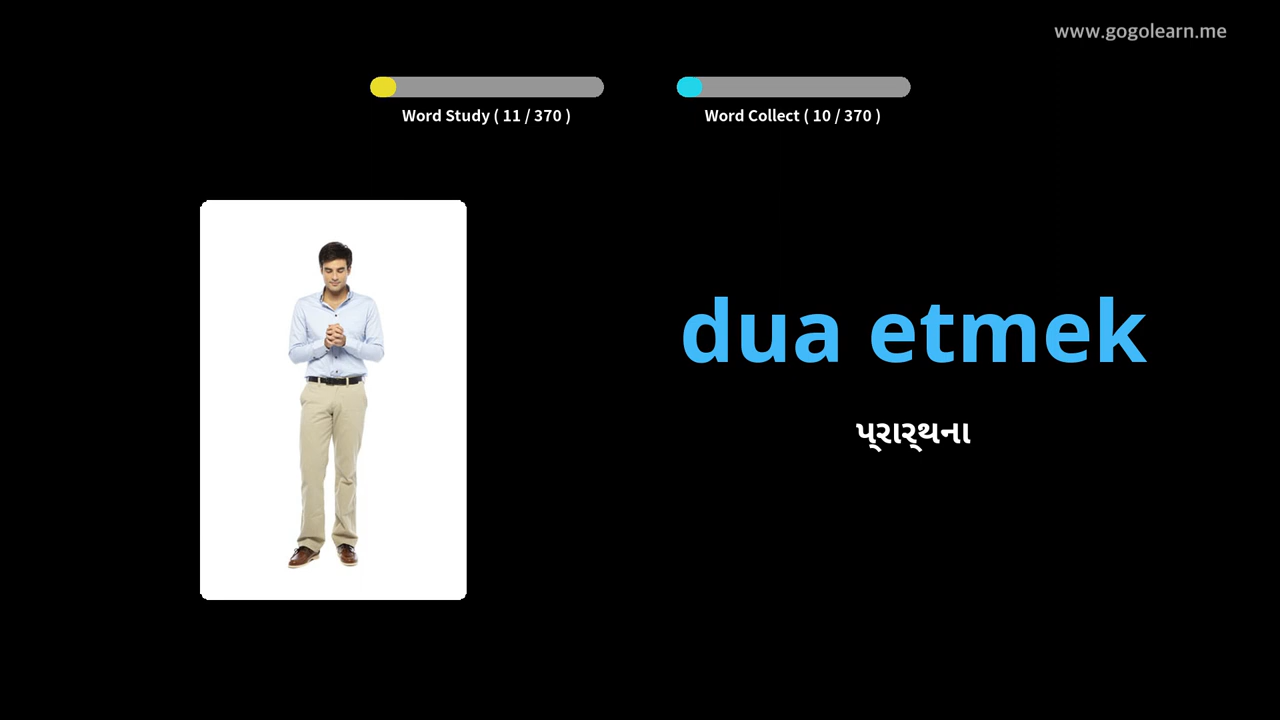 www.gogolearn.me
Word Study ( 11 / 370 )
Word Collect ( 10 / 370 )
dua etmek
પ્રાર્થના